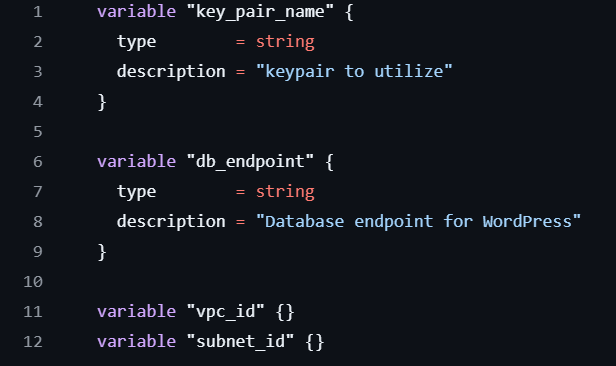 1 variable "key_pair_name" {
2 type = string
3 description = "keypair to utilize"
4 }
5
6 variable "db_endpoint" {
7 type = string
8 description = "Database endpoint for WordPress"
9 }
10
11 variable "vpc_id" {}
12 variable "subnet_id" {}